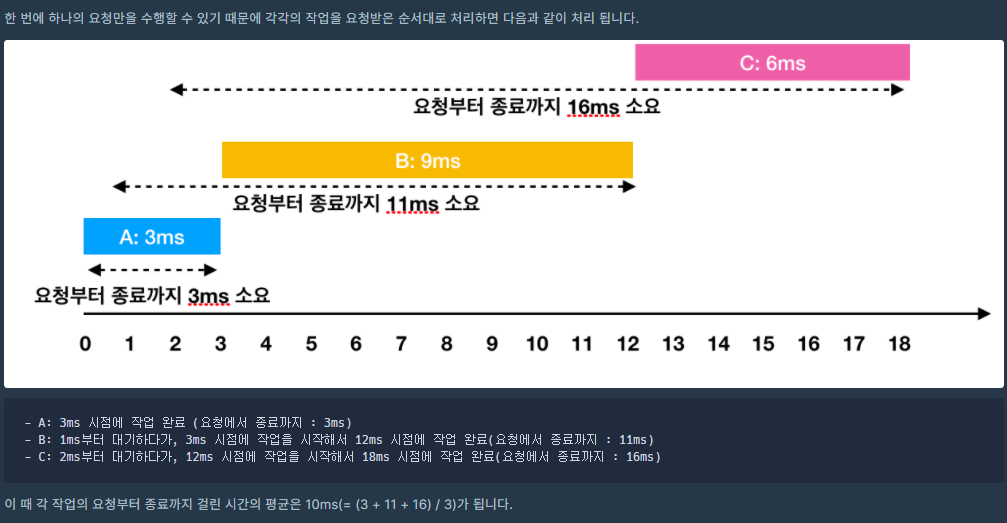 한 번에 하나의 요청만을 수행할 수 있기 때문에 각각의 작업을 요청받은 순서대로 처리하면 다음과 같이 처리 됩니다.
C: 6ms
요청부터 종료까지 16ms 소요
B: 9ms
요청부터 종료까지 11ms 소요
A: 3ms
요청부터 종료까지 3ms 소요
0 1 2 3 4 5 6 7 8 9 10 11 12 13 14 15 16 17 18
- A: 3ms 시점에 작업 완료 (요청에서 종료까지 : 3ms)
- B: 1ms부터 대기하다가, 3ms 시점에 작업을 시작해서 12ms 시점에 작업 완료(요청에서 종료까지 : 11ms)
- C: 2ms부터 대기하다가, 12ms 시점에 작업을 시작해서 18ms 시점에 작업 완료(요청에서 종료까지 : 16ms)
이 때 각 작업의 요청부터 종료까지 걸린 시간의 평균은 10ms(= (3 + 11 + 16) / 3)가 됩니다.